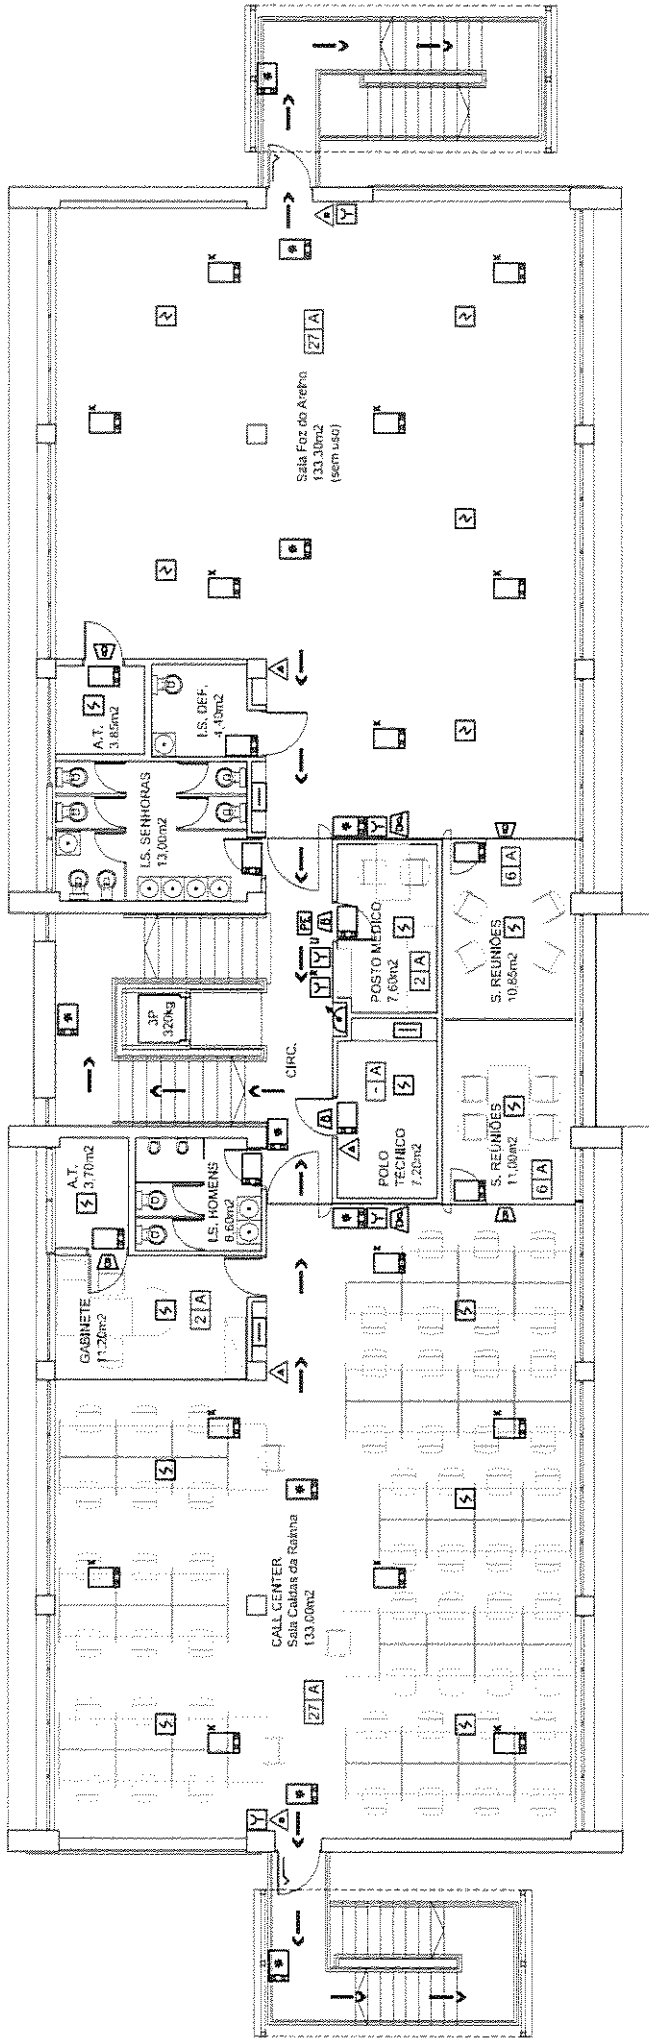 Sala Foz do Arelho
133.30m2
(sem uso)
27 A
A.T.
3,85m2
I.S. DEF.
4,40m2
I.S. SENHORAS
13,00m2
POSTO MÉDICO
7,60m2
2 A
S. REUNIÕES
10,85m2
6 A
3P
320kg
CIRC.
POLO
TÉCNICO
7,20m2
- A
S. REUNIÕES
11,00m2
6 A
A.T.
3,70m2
I.S. HOMENS
8,60m2
GABINETE
13,20m2
2 A
CALL CENTER
Sala Caldas da Rainha
133.00m2
27 A